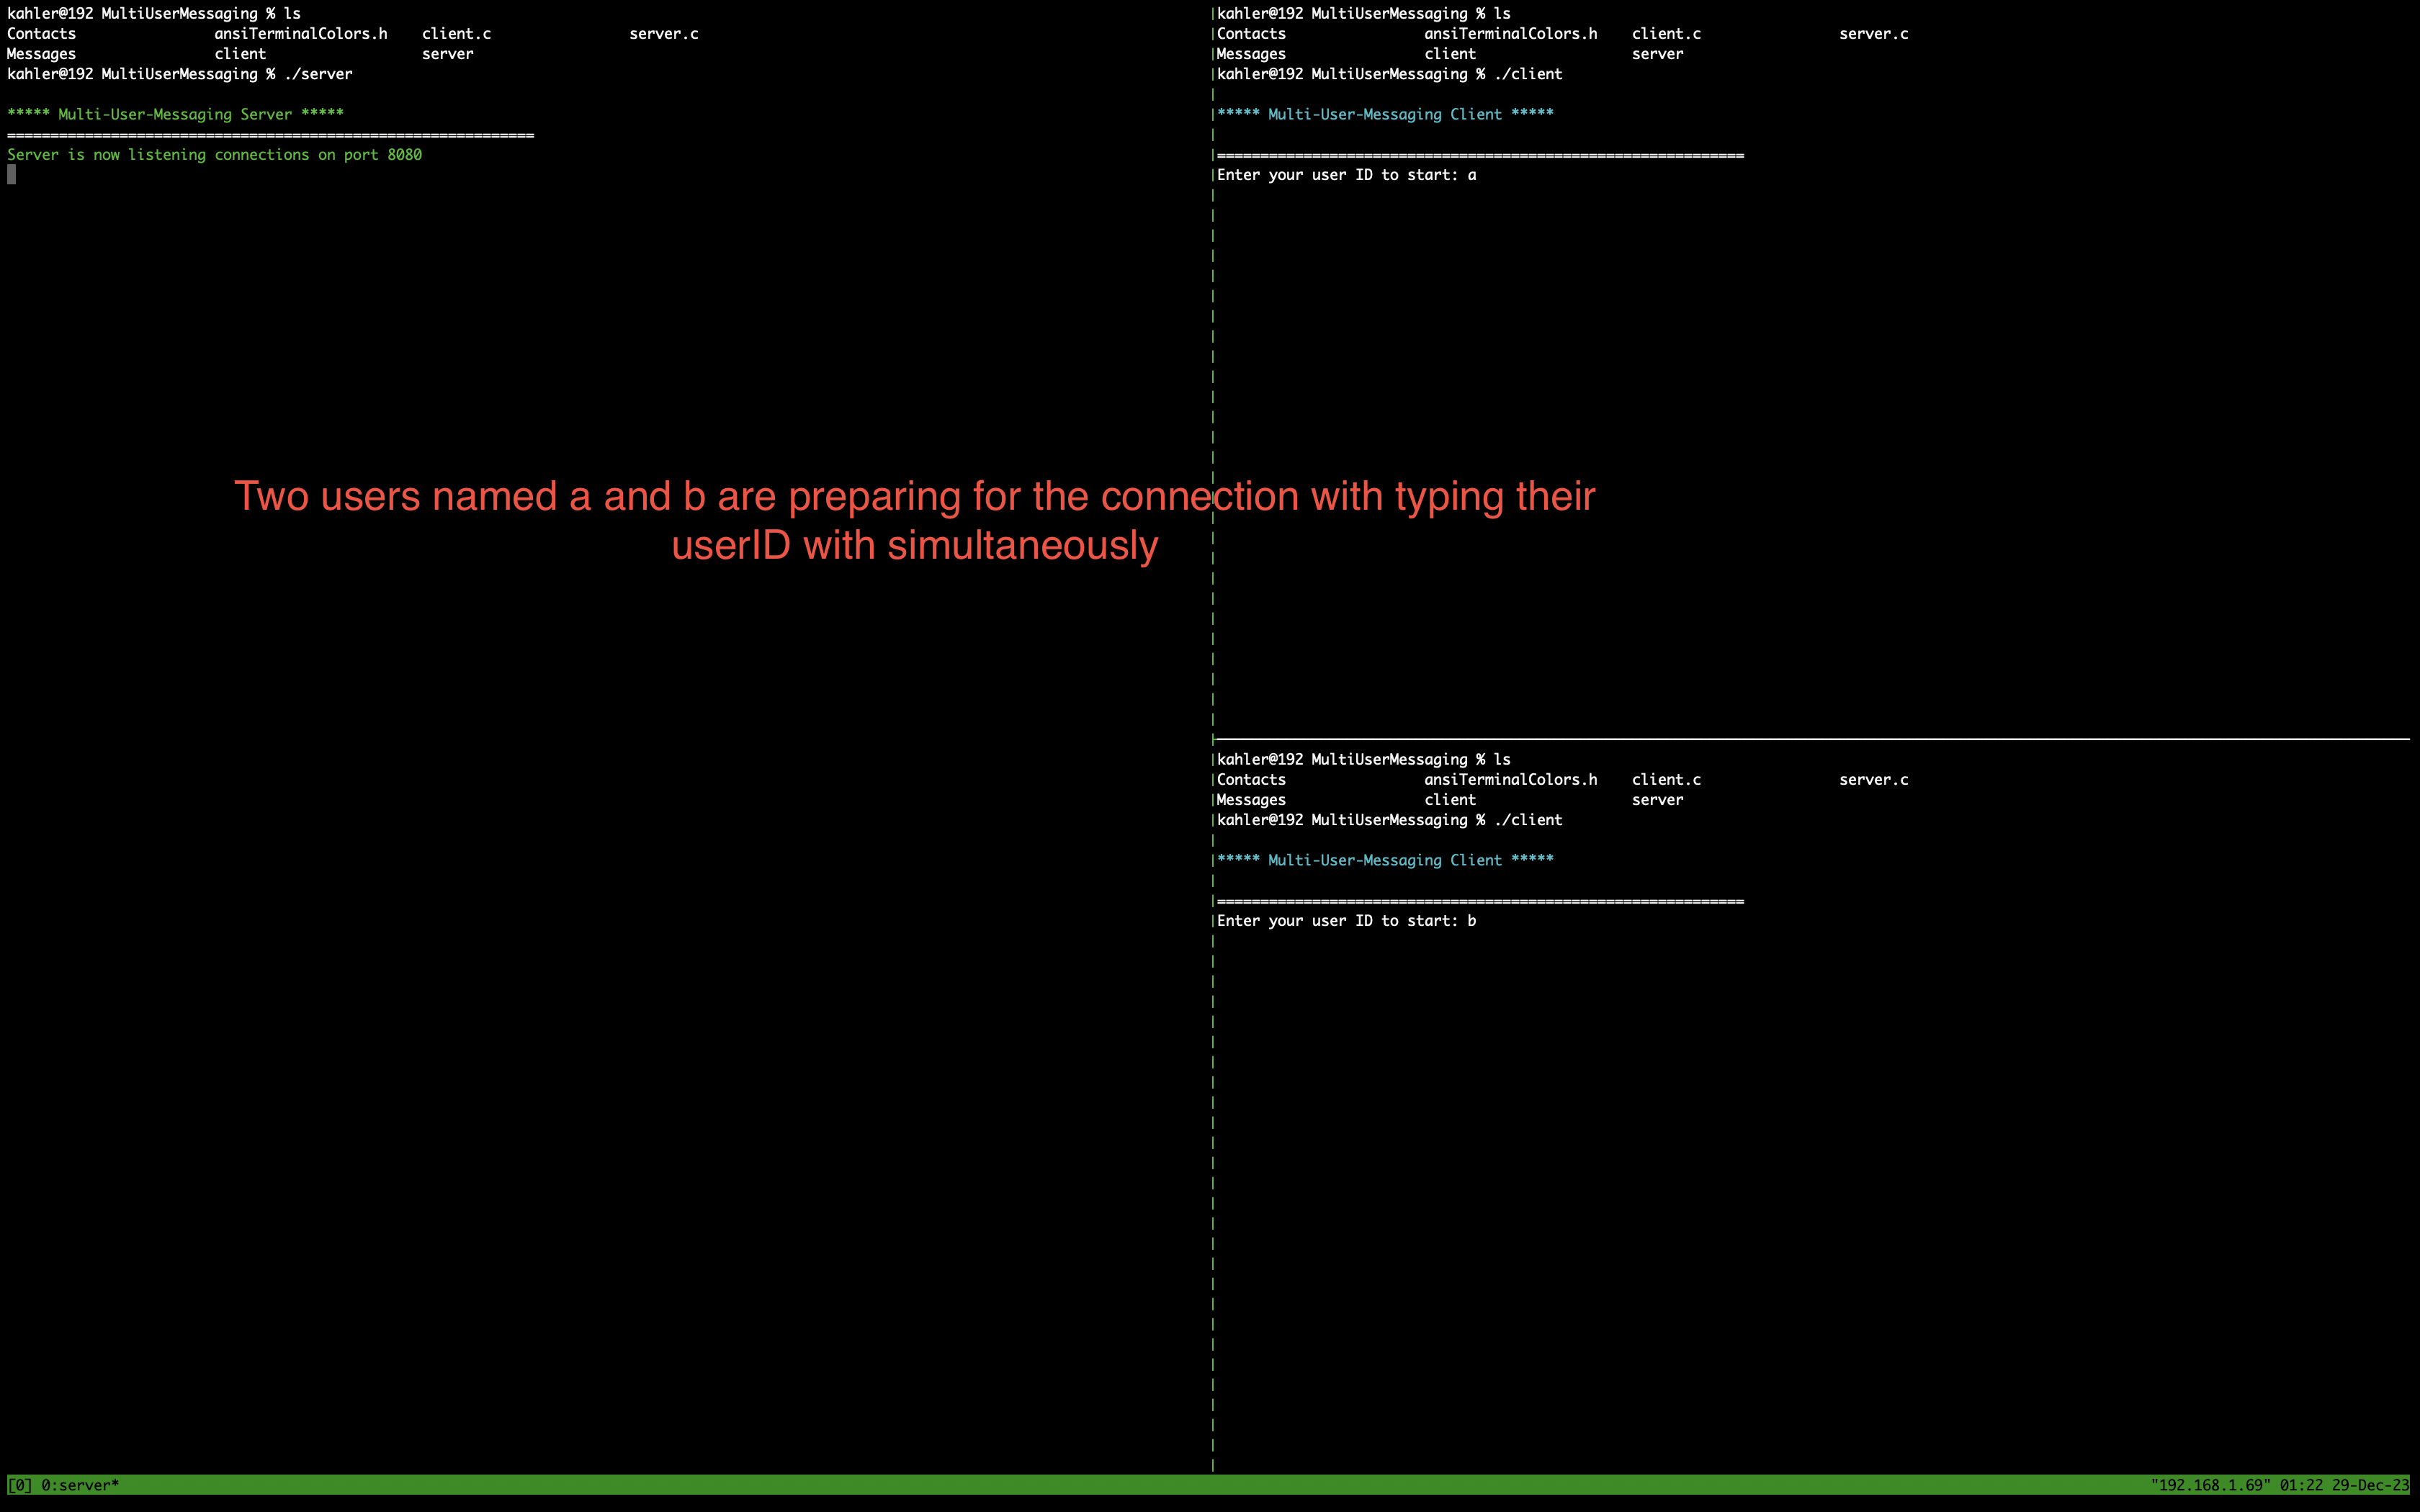 kahler@192 MultiUserMessaging % ls
Contacts ansiTerminalColors.h client.c server.c
Messages client server
kahler@192 MultiUserMessaging % ./server
***** Multi-User-Messaging Server *****
============================================================
Server is now listening connections on port 8080
kahler@192 MultiUserMessaging % ls
Contacts ansiTerminalColors.h client.c server.c
Messages client server
kahler@192 MultiUserMessaging % ./client
***** Multi-User-Messaging Client *****
============================================================
Enter your user ID to start: a
Two users named a and b are preparing for the connection with typing their
userID with simultaneously
kahler@192 MultiUserMessaging % ls
Contacts ansiTerminalColors.h client.c server.c
Messages client server
kahler@192 MultiUserMessaging % ./client
***** Multi-User-Messaging Client *****
============================================================
Enter your user ID to start: b
[0] 0:server* "192.168.1.69" 01:22 29-Dec-23